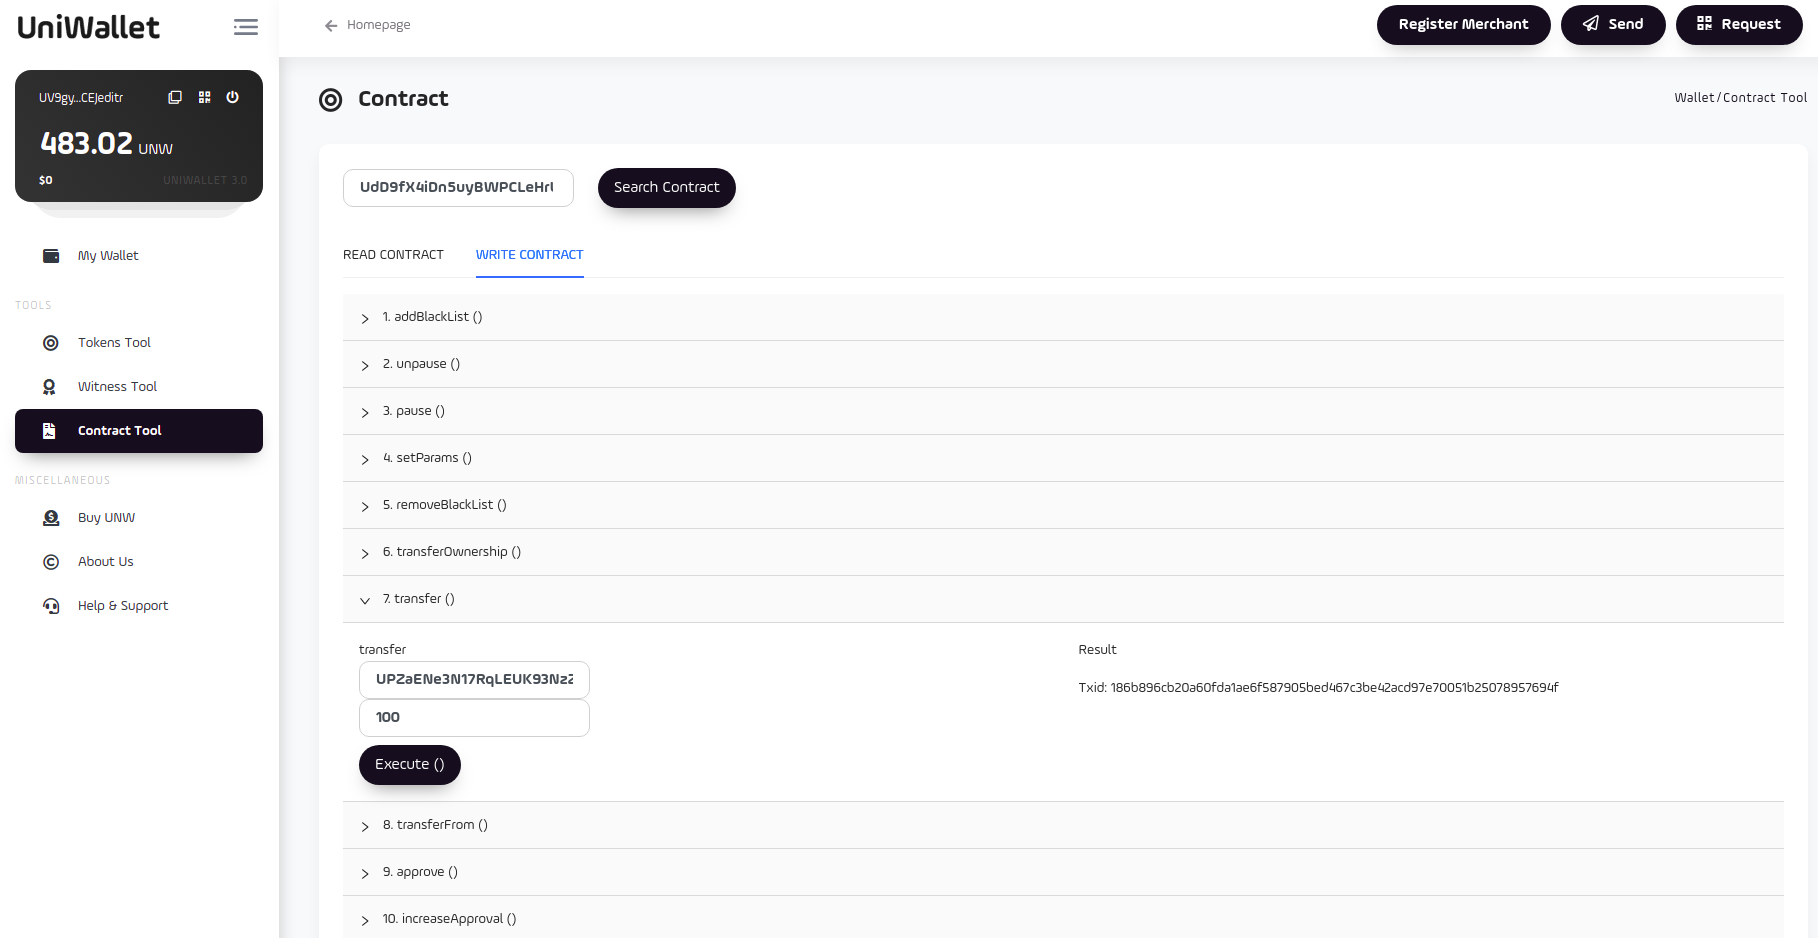 UniWallet
Homepage
Register Merchant
Send
Request
UV9gy...CEJeditr
483.02 UNW
$0
UNIWALLET 3.0
Contract
Wallet/Contract Tool
UdD9fX4iDn5uyBWPCLeHr
Search Contract
READ CONTRACT
WRITE CONTRACT
My Wallet
TOOLS
Tokens Tool
Witness Tool
Contract Tool
MISCELLANEOUS
Buy UNW
About Us
Help & Support
1. addBlackList ()
2. unpause ()
3. pause ()
4. setParams ()
5. removeBlackList ()
6. transferOwnership ()
7. transfer ()
transfer
UPZaENe3N17RqLEUK93Nz2
100
Execute ()
Result
Txid: 186b896cb20a60fda1ae6f587905bed467c3be42acd97e70051b25078957694f
8. transferFrom ()
9. approve ()
10. increaseApproval ()